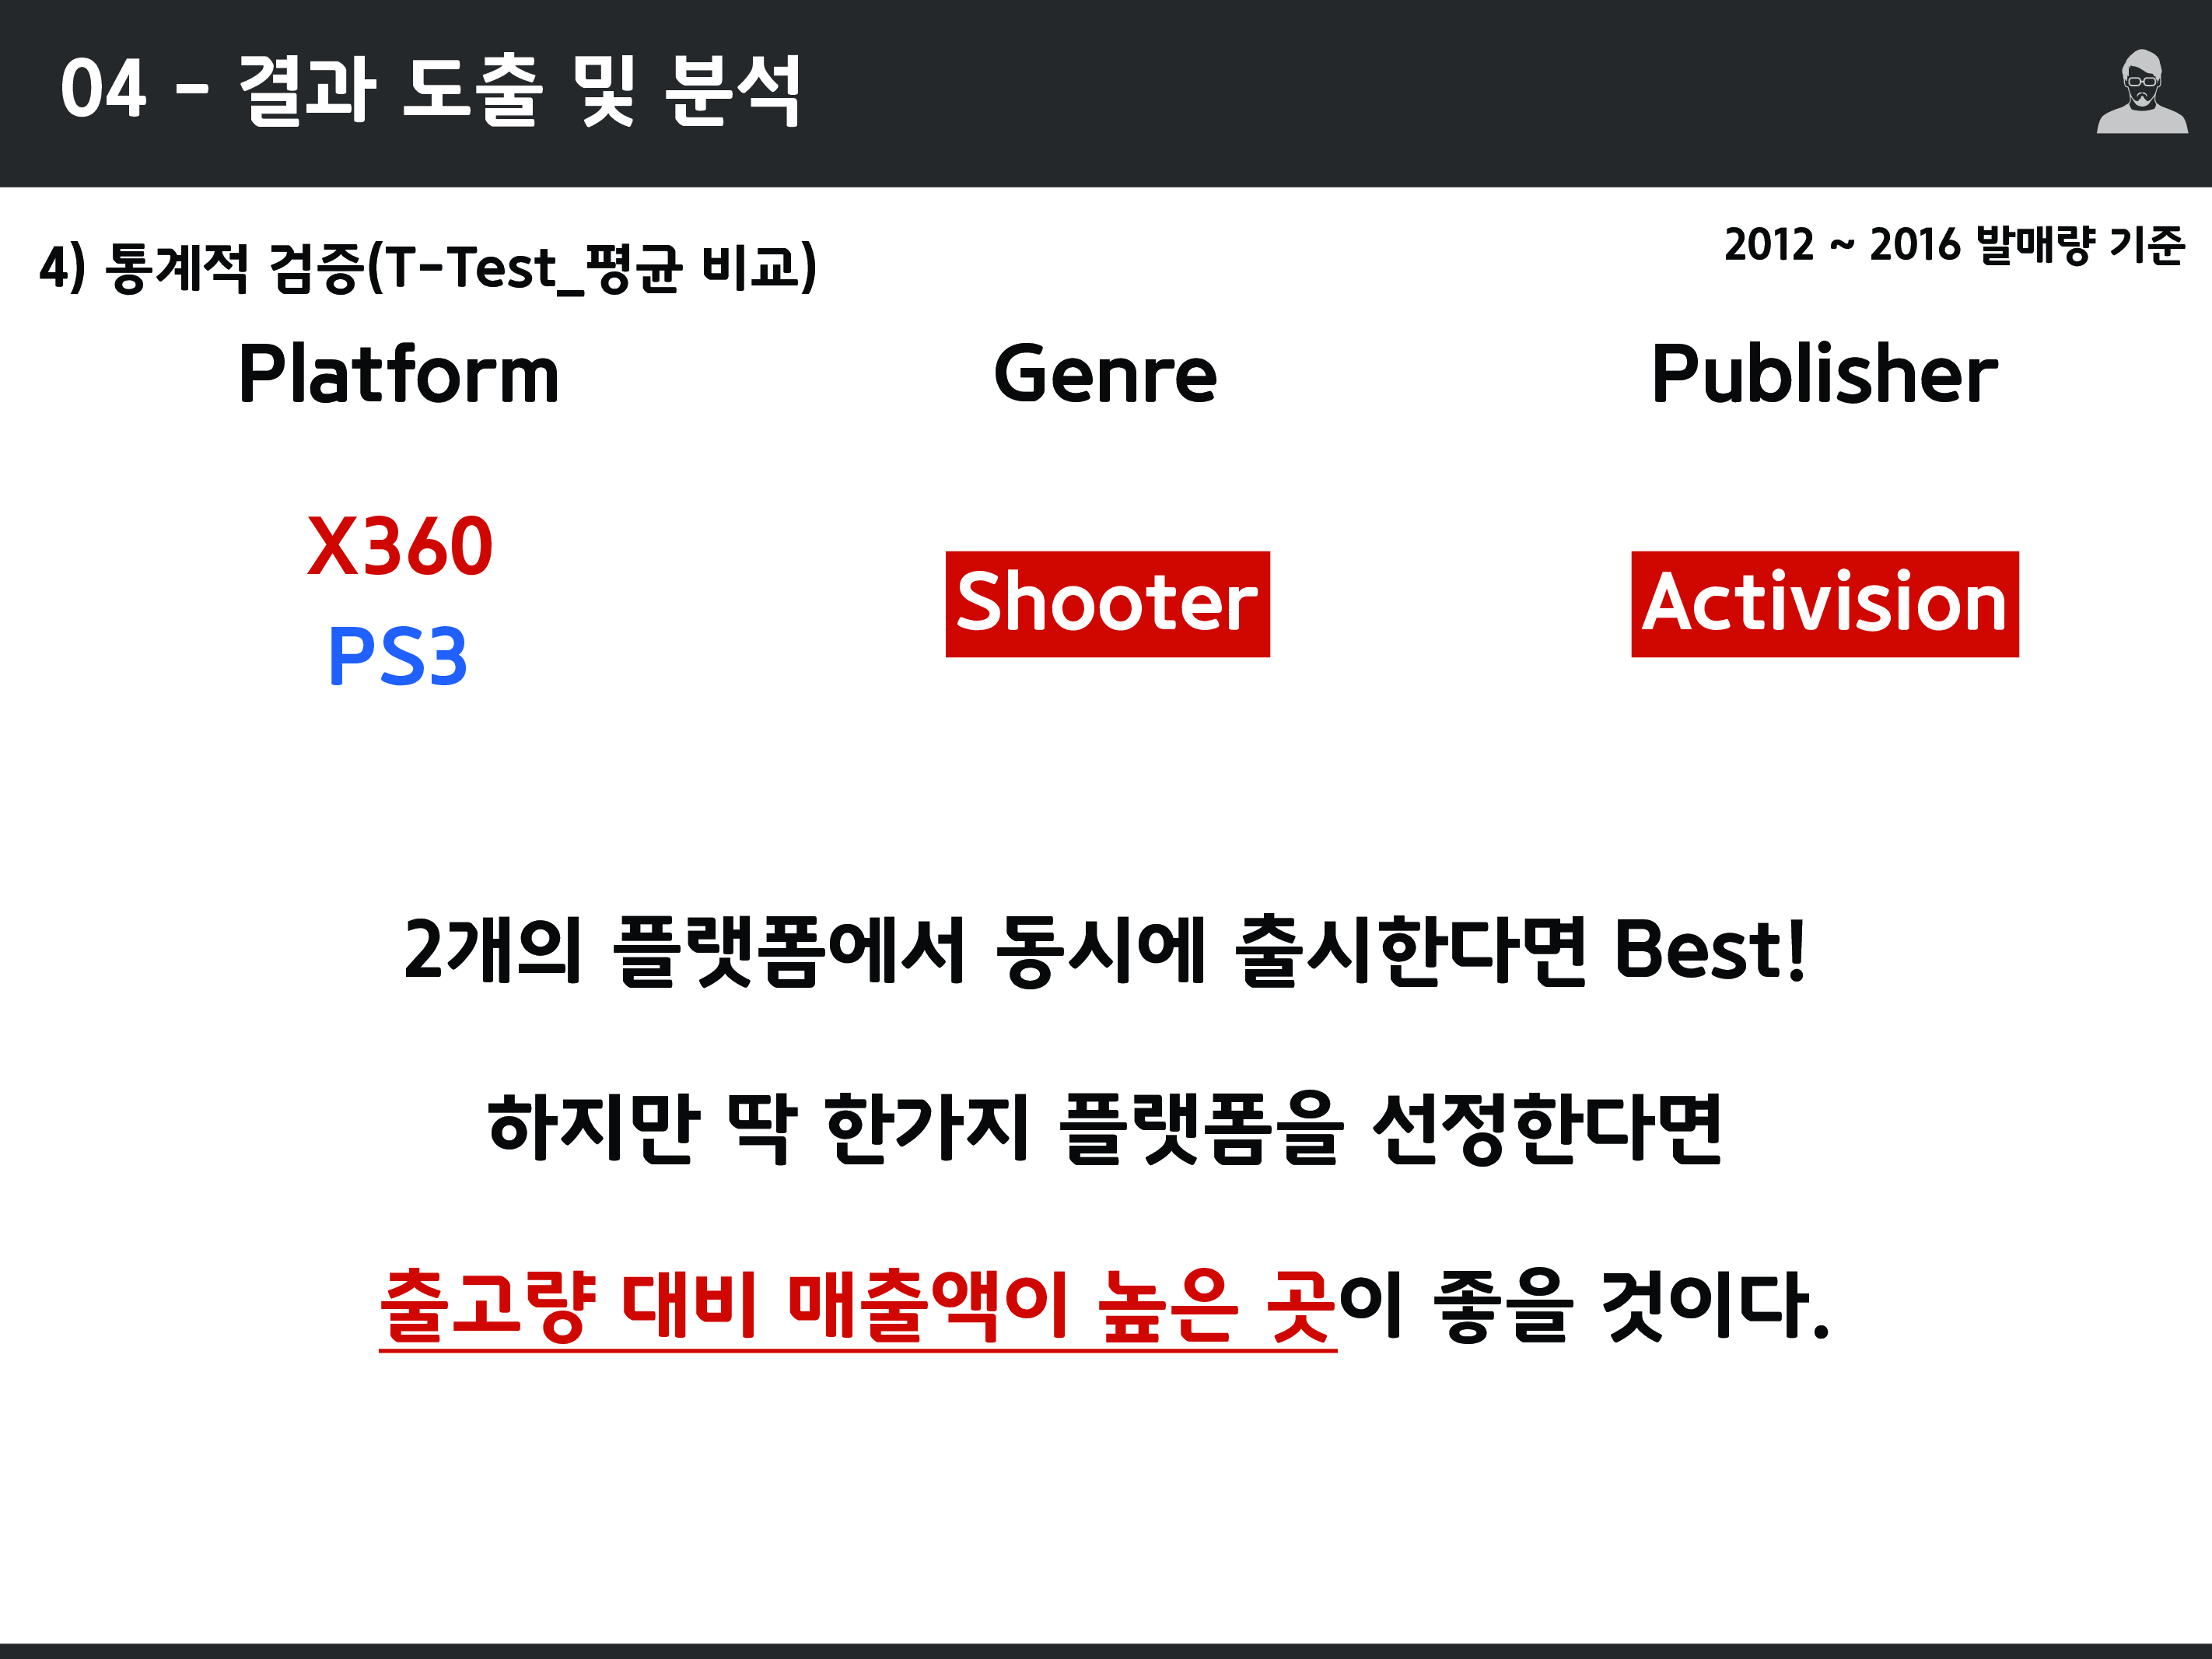 04 - 결과 도출 및 분석
4) 통계적 검증(T-Test_평균 비교)
2012 ~ 2016 발매량 기준
Platform
Genre
Publisher
X360
PS3
Shooter
Activision
2개의 플랫폼에서 동시에 출시한다면 Best!
하지만 딱 한가지 플랫폼을 선정한다면
출고량 대비 매출액이 높은 곳이 좋을 것이다.